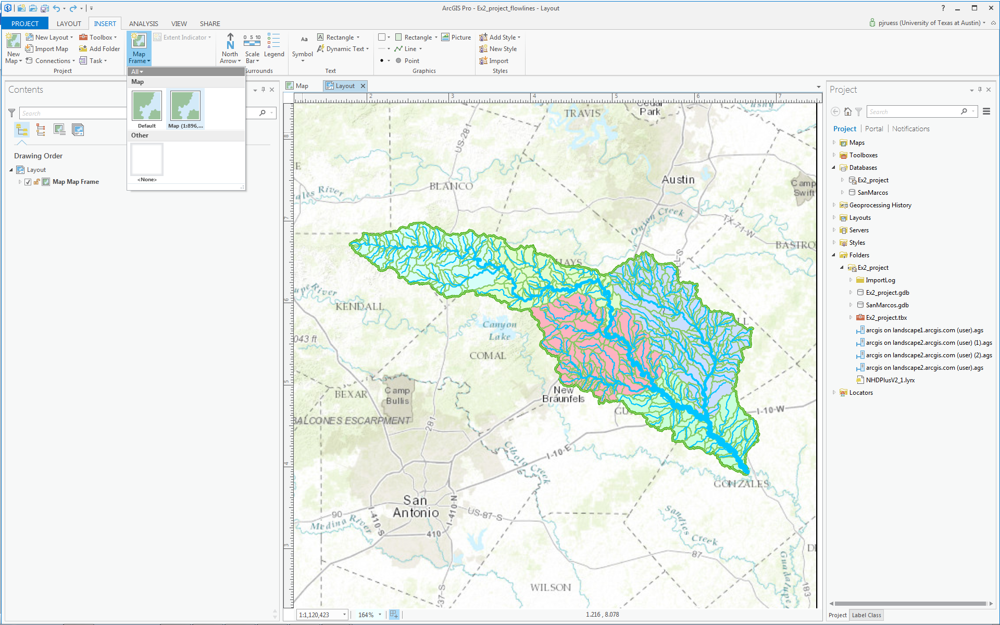 ArcGIS Pro - Ex2_project_flowlines - Layout
?
PROJECT LAYOUT INSERT ANALYSIS VIEW SHARE
pjruess (University of Texas at Austin)
New Layout Toolbox Extent Indicator
Import Map Add Folder
New Map Connections Task
Project
Map Frame
North Arrow
0 5 10
Scale Bar
Legend
Surrounds
Aa
Symbol
Rectangle
Dynamic Text
Text
Rectangle Picture
Line
Point
Graphics
Add Style
New Style
Import
Styles
All
Map
Default Map (1:896,...
Other
<None>
Contents
Search
Drawing Order
Layout
Map Map Frame
Map Layout
2 3 4 5 6 7
8
7
6
5
4
3
TRAVIS
Cedar
Park
US-281
E
BLANCO
ales River
Austin
Camp
Swift
Onion Creek
TX-71-W
BASTRO
HAYS
L-S
upe River
KENDALL
Canyon
Lake
043 ft
COMAL
LL
Camp
Bullis
BEXAR
New
Braunfels
BALCONES ESCARPMENT
281
GU
I-10-W
I-10-E
Cibolo Creek
GONZALES
San
Antonio
I-410-N
US-87-S
90
Medina River
I-410-S
410
Sandies Creek
87
DE
Guadalupe
183
WILSON
37-S
1:1,120,423 164% 1.216 , 8.078
Project
Search
Project Portal Notifications
Maps
Toolboxes
Databases
Ex2_project
SanMarcos
Geoprocessing History
Layouts
Servers
Styles
Folders
Ex2_project
ImportLog
Ex2_project.gdb
SanMarcos.gdb
Ex2_project.tbx
arcgis on landscape1.arcgis.com (user).ags
arcgis on landscape2.arcgis.com (user) (1).ags
arcgis on landscape2.arcgis.com (user) (2).ags
arcgis on landscape2.arcgis.com (user).ags
NHDPlusV2_1.lyrx
Locators
Project Label Class